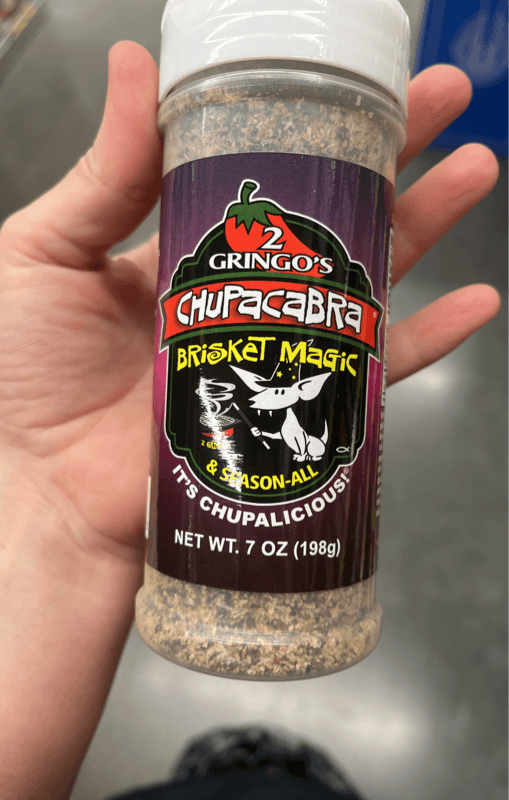 2
GRINGO'S
CHUPACABRA
BRISKET MAGIC
& SEASON-ALL
IT'S CHUPALICIOUS!
NET WT. 7 OZ (198g)